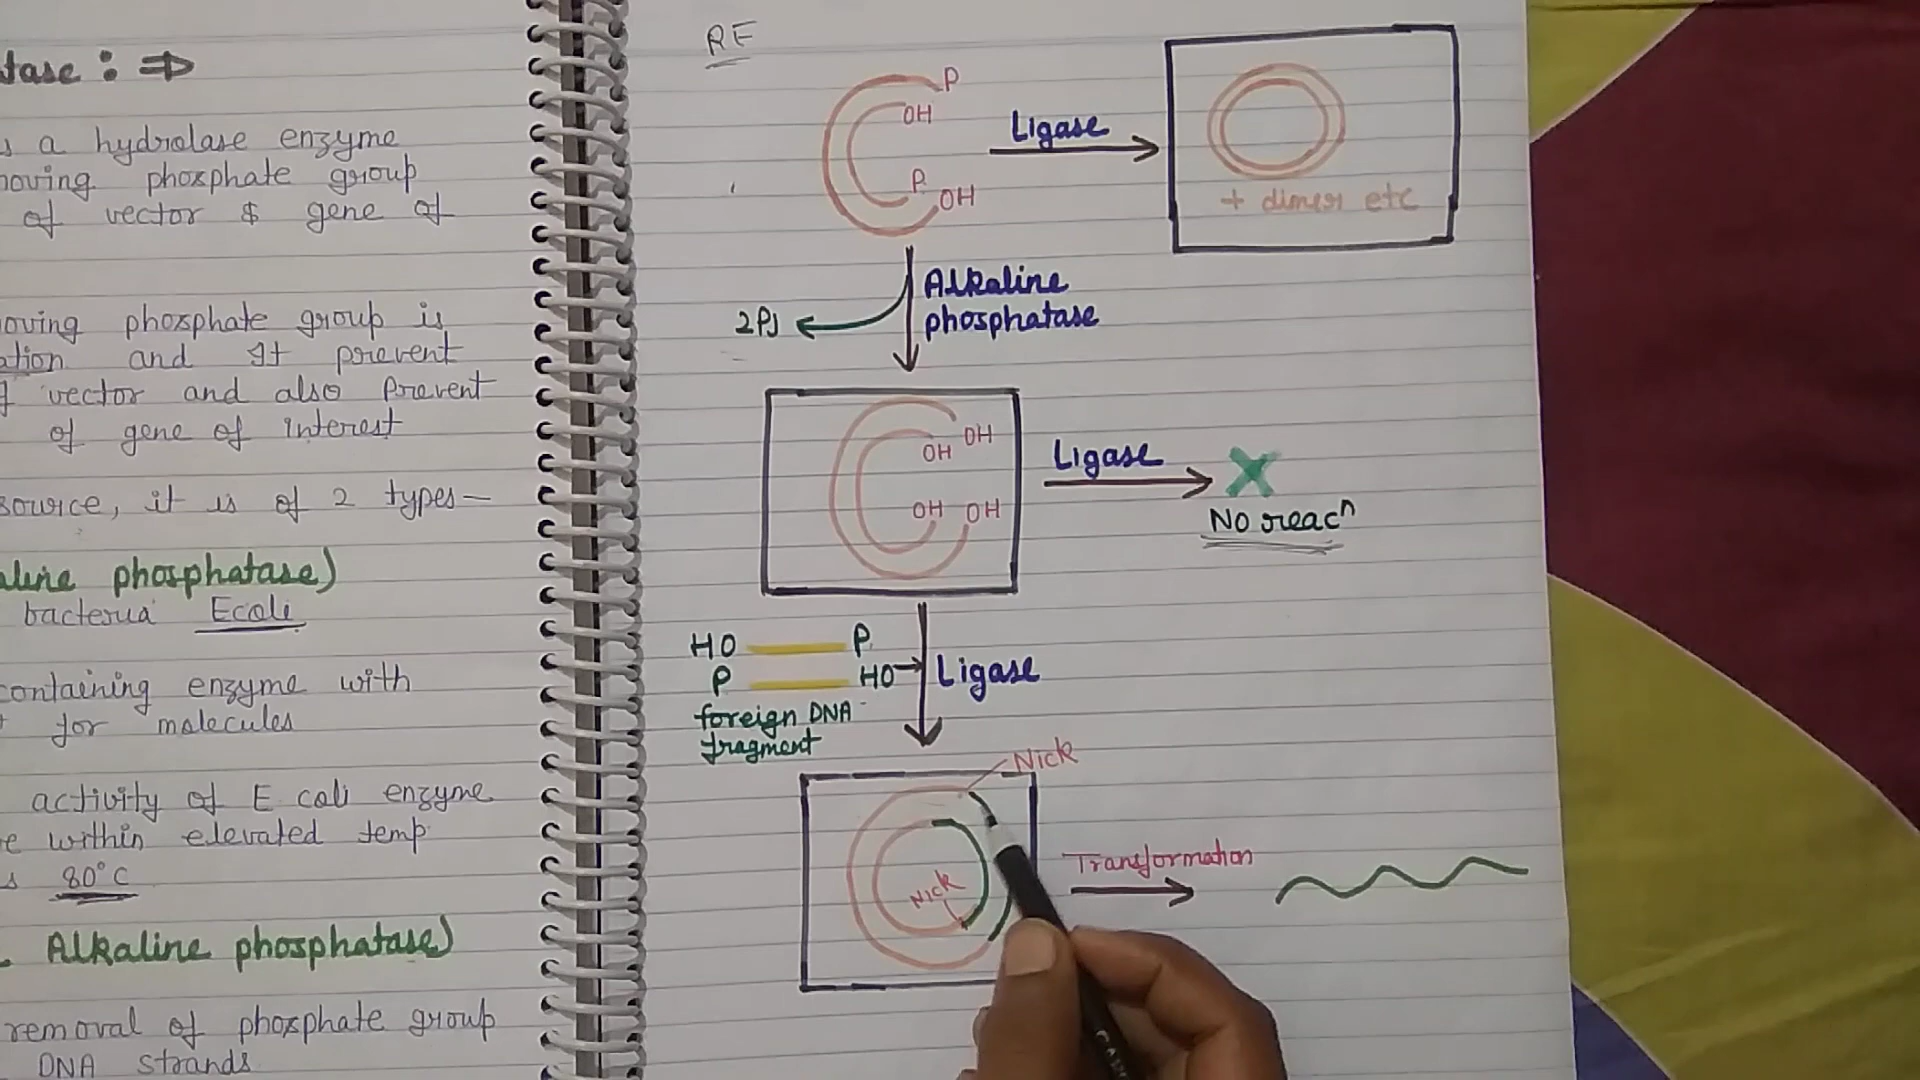 tase : ⇒
s a hydrolase enzyme
oving phosphate group
of vector $ gene of
oving phosphate group is
ation and It prevent
f vector and also Prevent
of gene of interest
source, it is of 2 types—
aline phosphatase)
bacteria Ecoli
containing enzyme with
t for molecules
activity of E coli enzyme
e within elevated temp
s 80°C
Alkaline phosphatase)
removal of phosphate group
DNA strands
RE
P
OH
P
OH
Ligase
+ dimer etc
Alkaline
phosphatase
2Pi
OH OH
OH OH
Ligase
X
No reacⁿ
HO P
P HO
Ligase
foreign DNA
fragment
Nick
Nick
Transformation